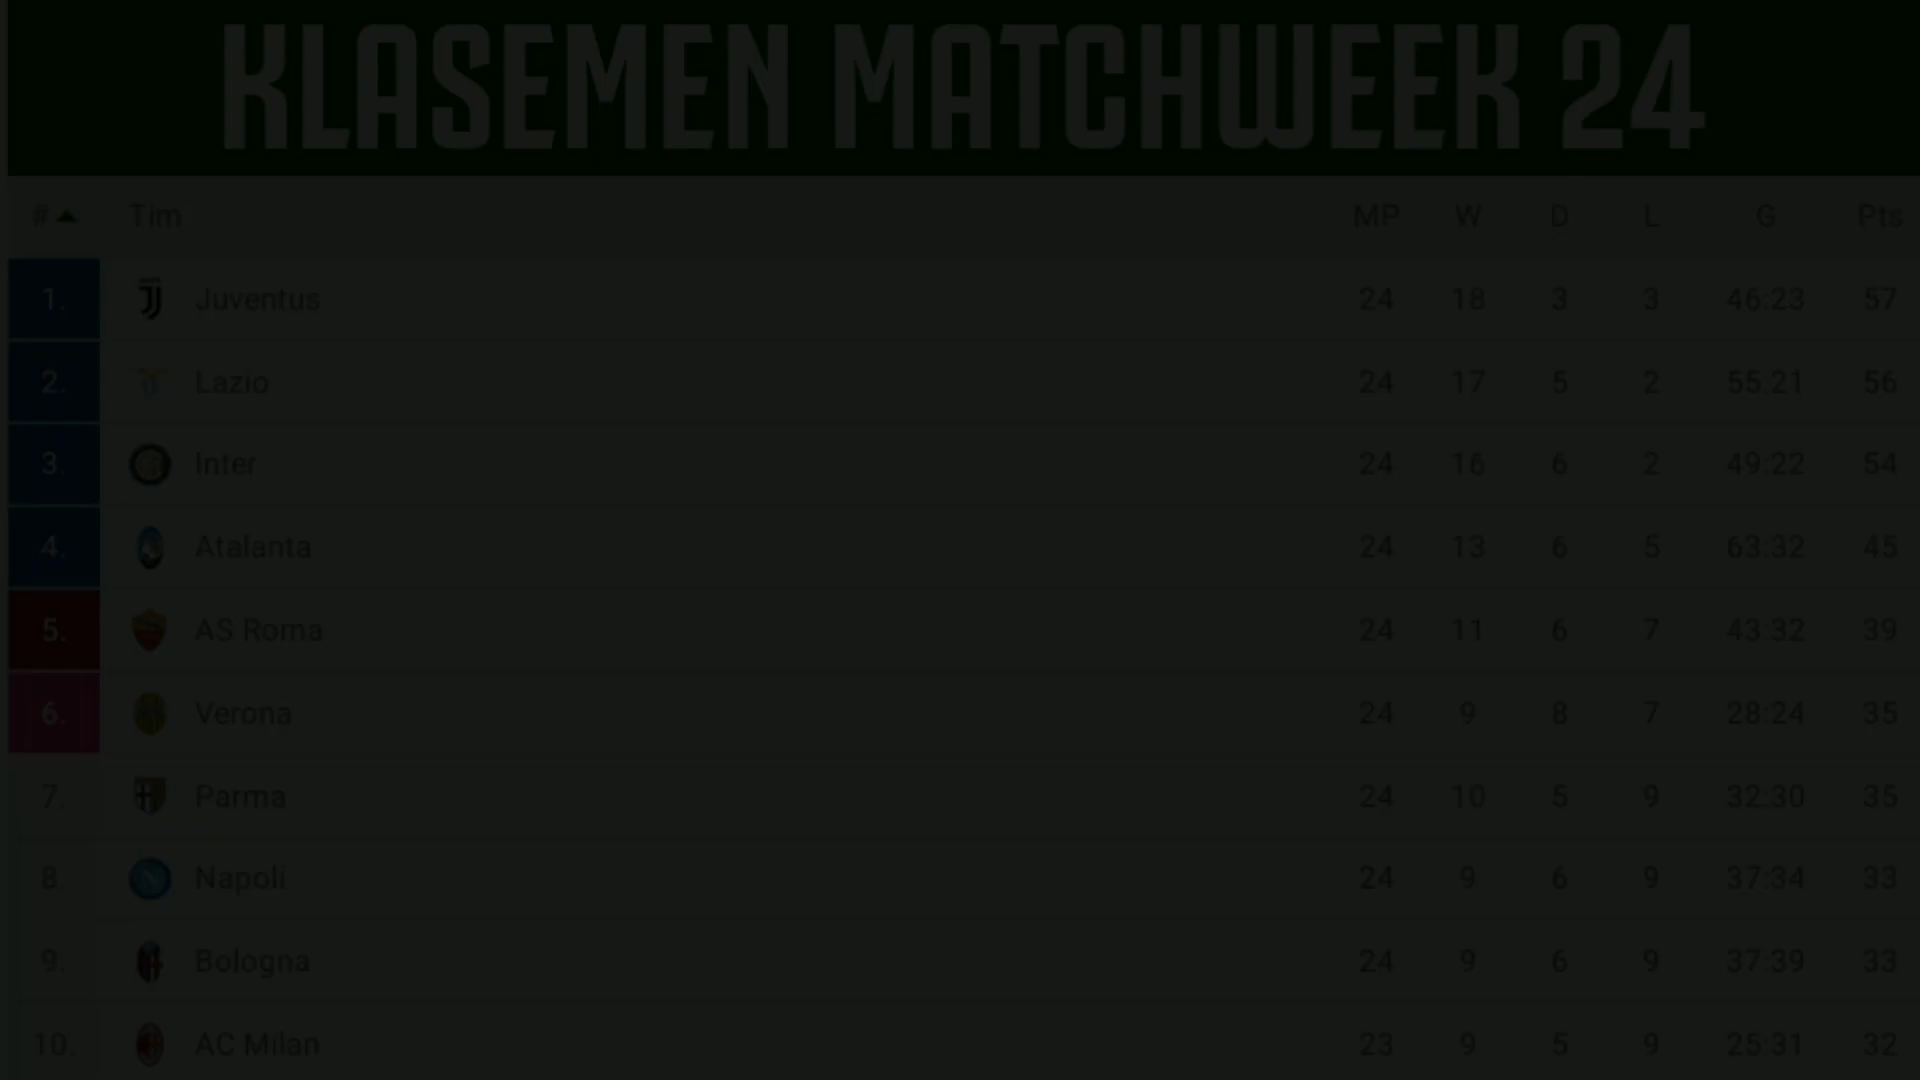 KLASEMEN MATCHWEEK 24
# Tim MP W D L G Pts
1. Juventus 24 18 3 3 46:23 57
2. Lazio 24 17 5 2 55:21 56
3. Inter 24 16 6 2 49:22 54
4. Atalanta 24 13 6 5 63:32 45
5. AS Roma 24 11 6 7 43:32 39
6. Verona 24 9 8 7 28:24 35
7. Parma 24 10 5 9 32:30 35
8. Napoli 24 9 6 9 37:34 33
9. Bologna 24 9 6 9 37:39 33
10. AC Milan 23 9 5 9 25:31 32